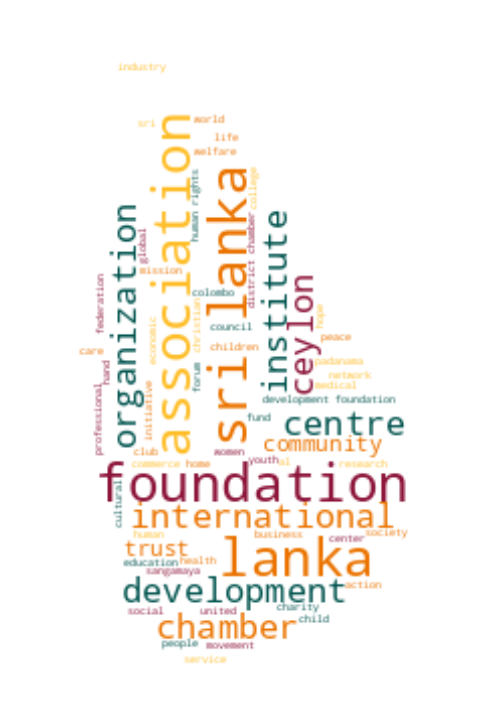 industry
sri
world
life
welfare
association
human rights
sri lanka
college
organization
global
district chamber
institute
mission
federation
colombo
ceylon
hope
economic
christian
council
peace
care
children
padanama
hand
forum
network
medical
professional
initiative
development foundation
fund
centre
community
club
women
commerce
home
youth
al
research
foundation
cultural
international
human
business
center
society
trust
lanka
education
health
sangamaya
development
action
social
united
charity
child
chamber
people
movement
service